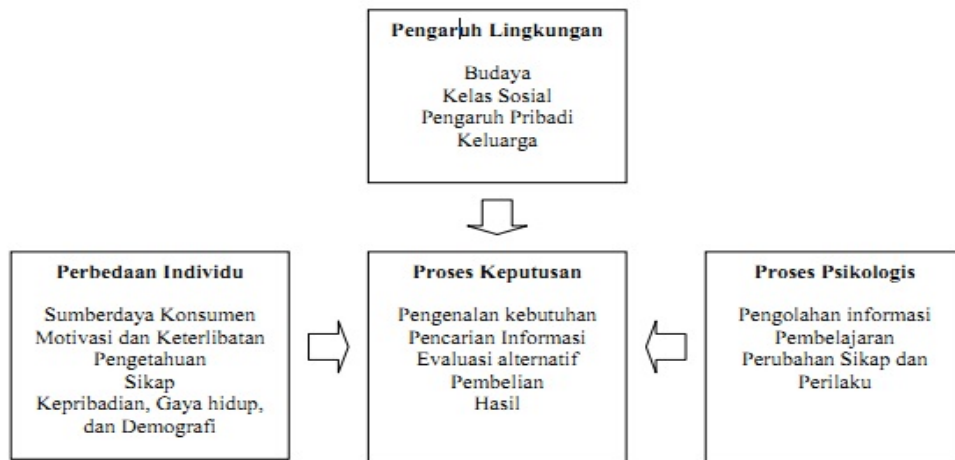 Pengaruh Lingkungan
Budaya
Kelas Sosial
Pengaruh Pribadi
Keluarga
Perbedaan Individu
Sumberdaya Konsumen
Motivasi dan Keterlibatan
Pengetahuan
Sikap
Kepribadian, Gaya hidup,
dan Demografi
Proses Keputusan
Pengenalan kebutuhan
Pencarian Informasi
Evaluasi alternatif
Pembelian
Hasil
Proses Psikologis
Pengolahan informasi
Pembelajaran
Perubahan Sikap dan
Perilaku